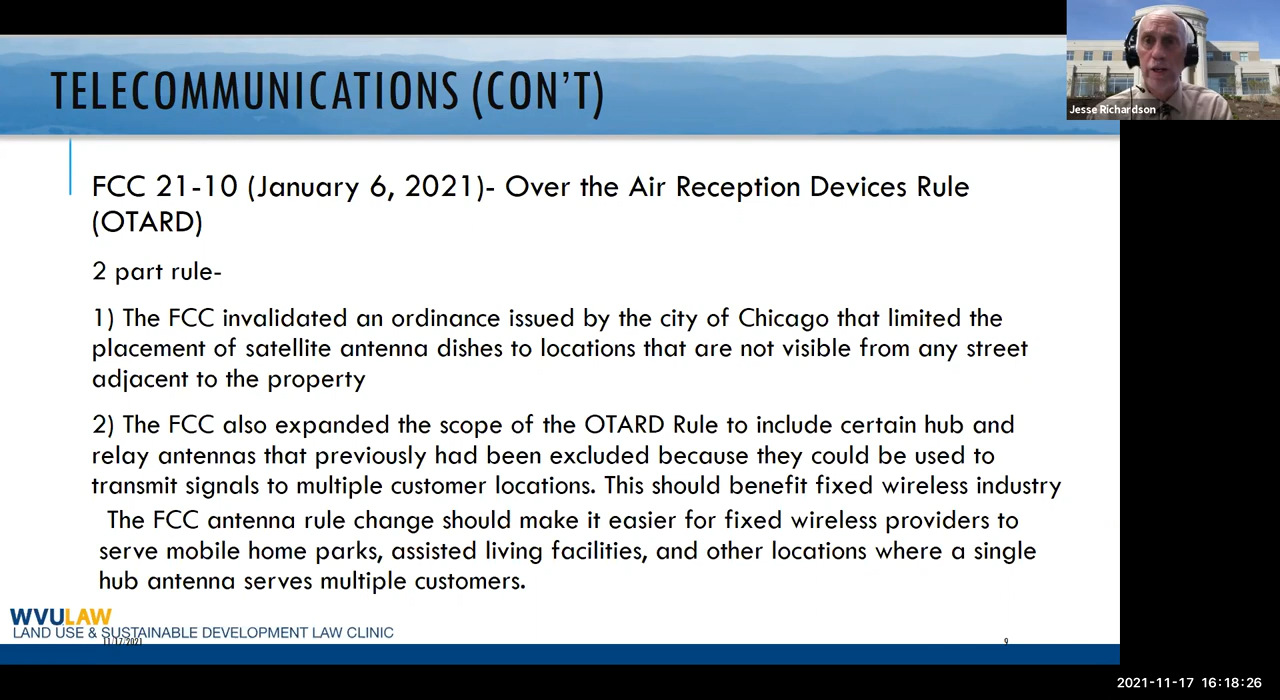 TELECOMMUNICATIONS (CON'T)
Jesse Richardson
FCC 21-10 (January 6, 2021)- Over the Air Reception Devices Rule
(OTARD)
2 part rule-
1) The FCC invalidated an ordinance issued by the city of Chicago that limited the
placement of satellite antenna dishes to locations that are not visible from any street
adjacent to the property
2) The FCC also expanded the scope of the OTARD Rule to include certain hub and
relay antennas that previously had been excluded because they could be used to
transmit signals to multiple customer locations. This should benefit fixed wireless industry
The FCC antenna rule change should make it easier for fixed wireless providers to
serve mobile home parks, assisted living facilities, and other locations where a single
hub antenna serves multiple customers.
WVULAW
LAND USE & SUSTAINABLE DEVELOPMENT LAW CLINIC
11/17/2021
9
2021-11-17 16:18:26